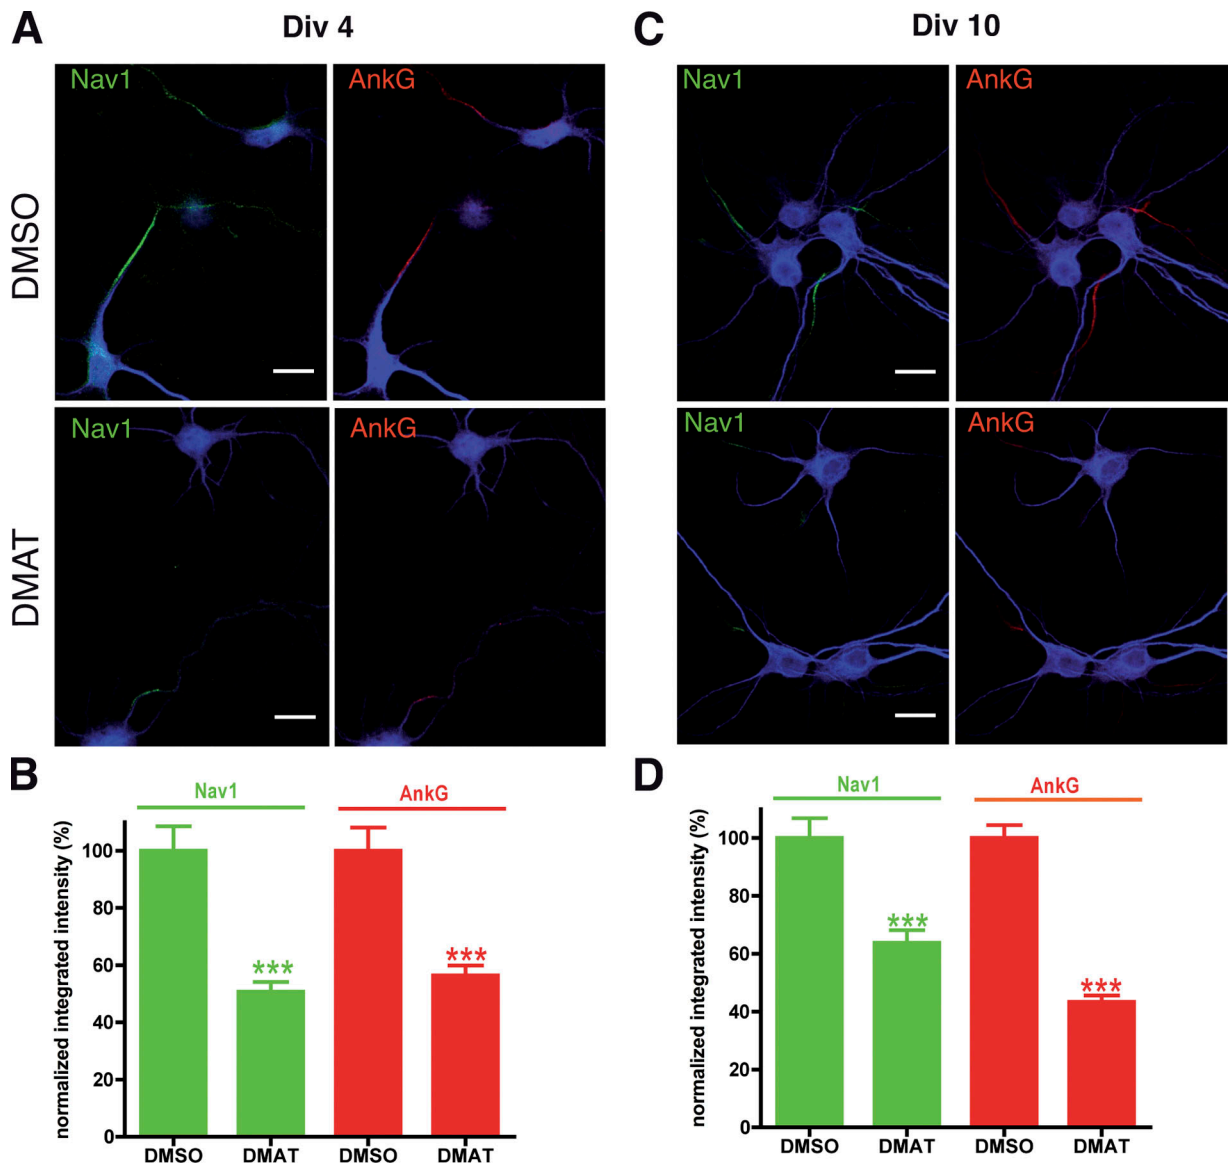 A
Div 4
C
Div 10
DMSO
Nav1
AnkG
Nav1
AnkG
DMAT
Nav1
AnkG
Nav1
AnkG
B
Nav1
AnkG
normalized integrated intensity (%)
100
80
60
40
20
0
***
***
DMSO
DMAT
DMSO
DMAT
D
Nav1
AnkG
normalized integrated intensity (%)
100
80
60
40
20
0
***
***
DMSO
DMAT
DMSO
DMAT